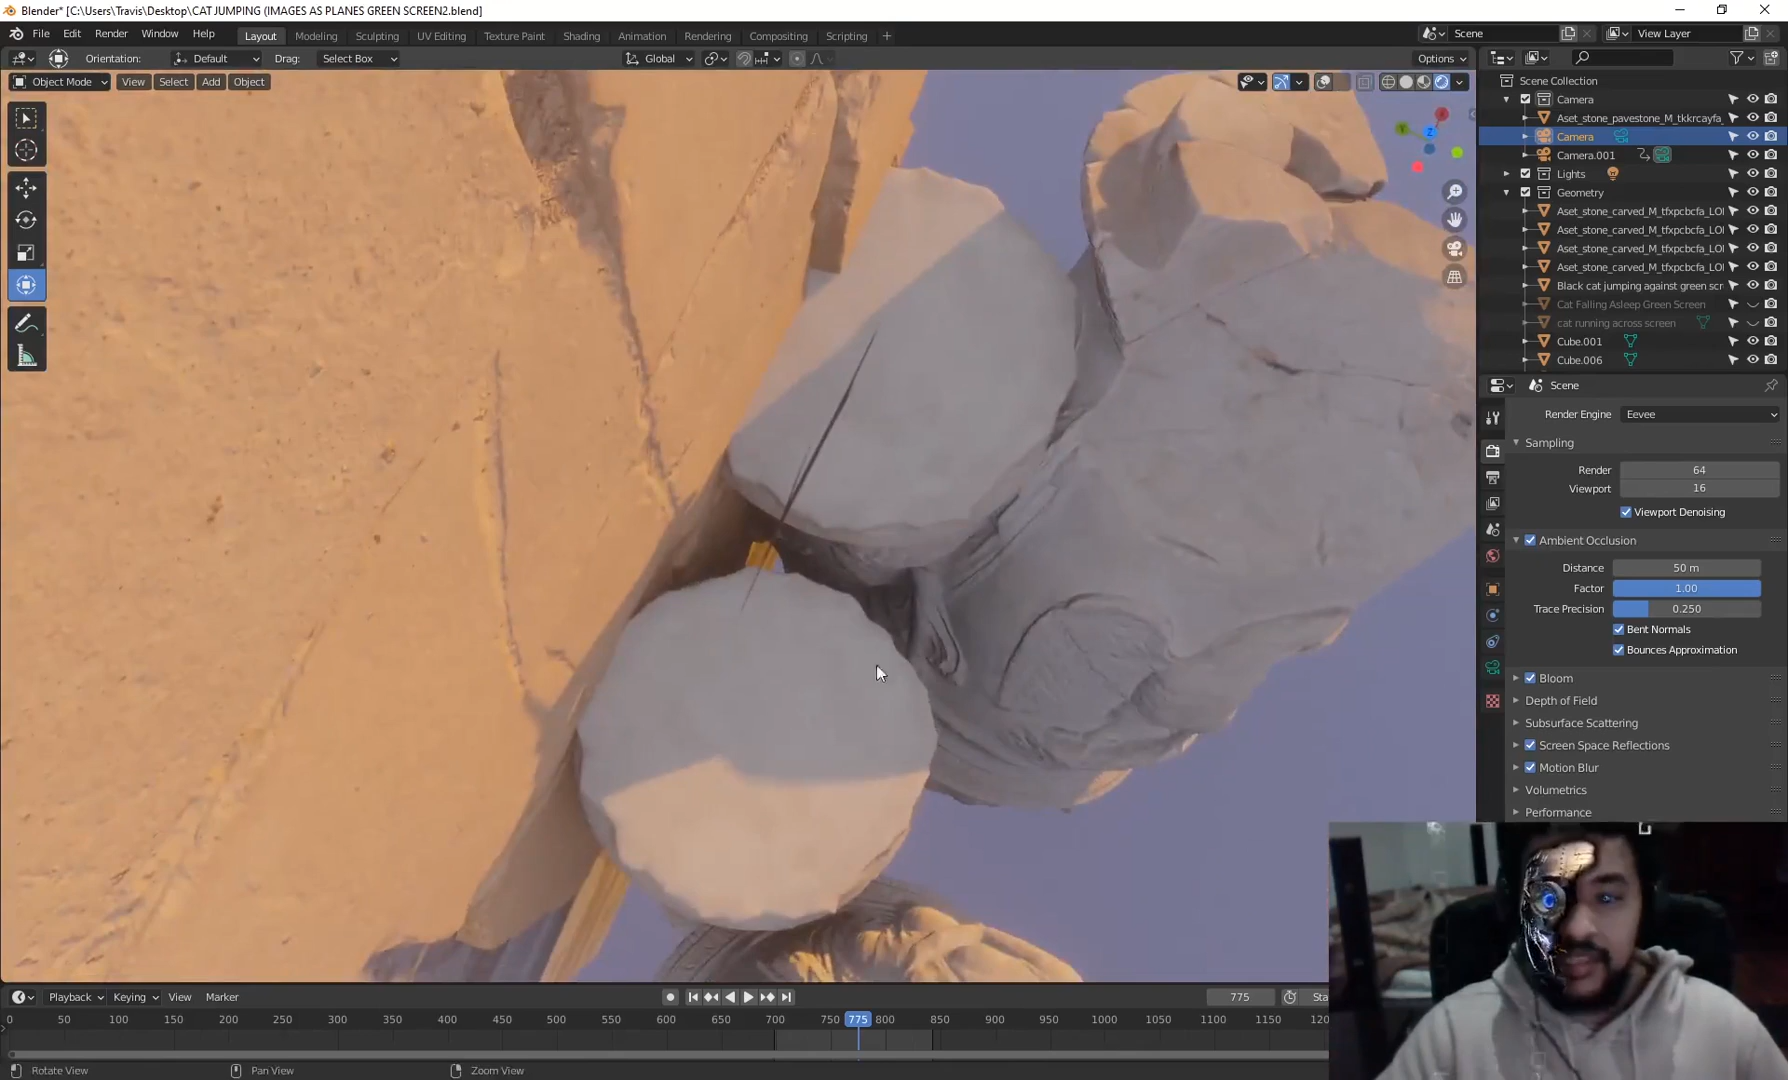 Blender* [C:\Users\Travis\Desktop\CAT JUMPING (IMAGES AS PLANES GREEN SCREEN2.blend]
File Edit Render Window Help Layout Modeling Sculpting UV Editing Texture Paint Shading Animation Rendering Compositing Scripting + Scene View Layer
Orientation: Default Drag: Select Box Global Options
Object Mode View Select Add Object
Scene Collection
Camera
Aset_stone_pavestone_M_tkkrcayfa_
Camera
Camera.001
Lights
Geometry
Aset_stone_carved_M_tfxpcbcfa_LOI
Aset_stone_carved_M_tfxpcbcfa_LOI
Aset_stone_carved_M_tfxpcbcfa_LOI
Aset_stone_carved_M_tfxpcbcfa_LOI
Black cat jumping against green scr
Cat Falling Asleep Green Screen
cat running across screen
Cube.001
Cube.006
Scene
Render Engine Eevee
Sampling
Render 64
Viewport 16
Viewport Denoising
Ambient Occlusion
Distance 50 m
Factor 1.00
Trace Precision 0.250
Bent Normals
Bounces Approximation
Bloom
Depth of Field
Subsurface Scattering
Screen Space Reflections
Motion Blur
Volumetrics
Performance
Playback Keying View Marker 775 Sta
0 50 100 150 200 250 300 350 400 450 500 550 600 650 700 750 775 800 850 900 950 1000 1050 1100 1150 120
Rotate View Pan View Zoom View